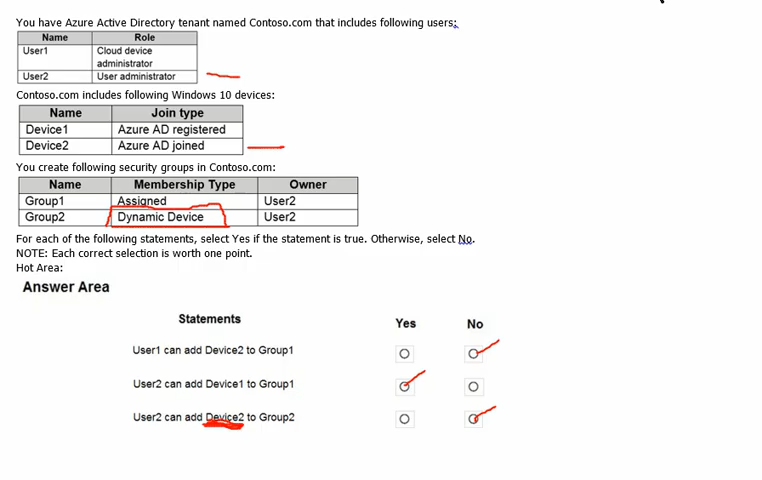 You have Azure Active Directory tenant named Contoso.com that includes following users:
Name Role
User1 Cloud device
administrator
User2 User administrator
Contoso.com includes following Windows 10 devices:
Name Join type
Device1 Azure AD registered
Device2 Azure AD joined
You create following security groups in Contoso.com:
Name Membership Type Owner
Group1 Assigned User2
Group2 Dynamic Device User2
For each of the following statements, select Yes if the statement is true. Otherwise, select No.
NOTE: Each correct selection is worth one point.
Hot Area:
Answer Area
Statements Yes No
User1 can add Device2 to Group1
User2 can add Device1 to Group1
User2 can add Device2 to Group2